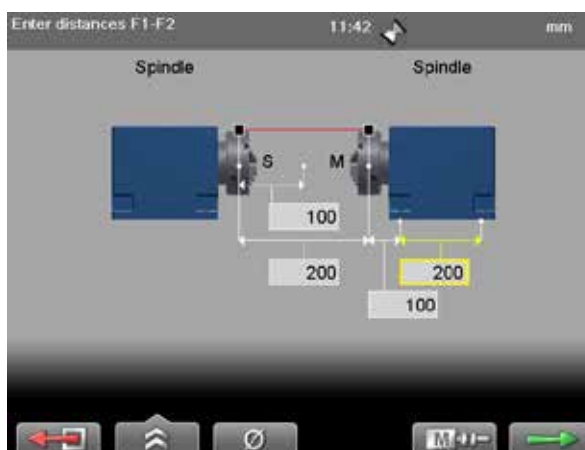 Enter distances F1-F2 11:42 mm
Spindle Spindle
S M
100
200 200
100
Ø M